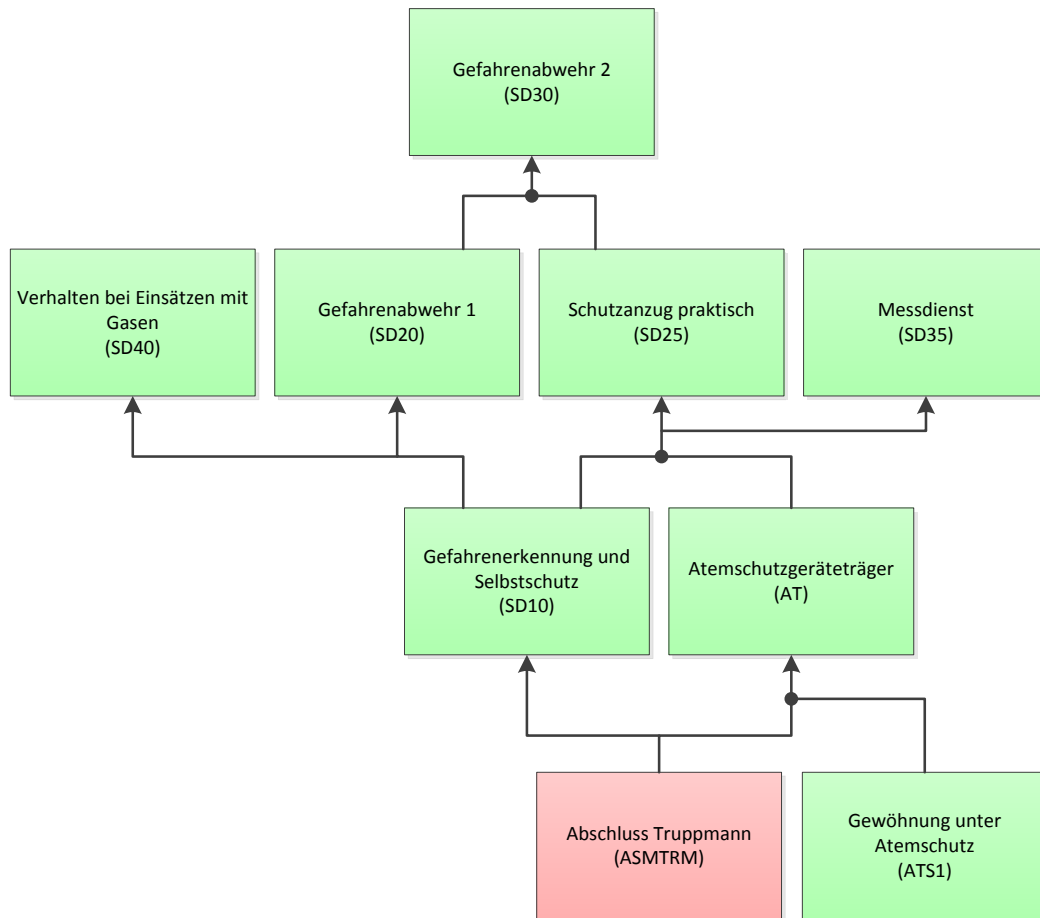 Gefahrenabwehr 2
(SD30)
Verhalten bei Einsätzen mit
Gasen
(SD40)
Gefahrenabwehr 1
(SD20)
Schutzanzug praktisch
(SD25)
Messdienst
(SD35)
Gefahrenerkennung und
Selbstschutz
(SD10)
Atemschutzgeräteträger
(AT)
Abschluss Truppmann
(ASMTRM)
Gewöhnung unter
Atemschutz
(ATS1)